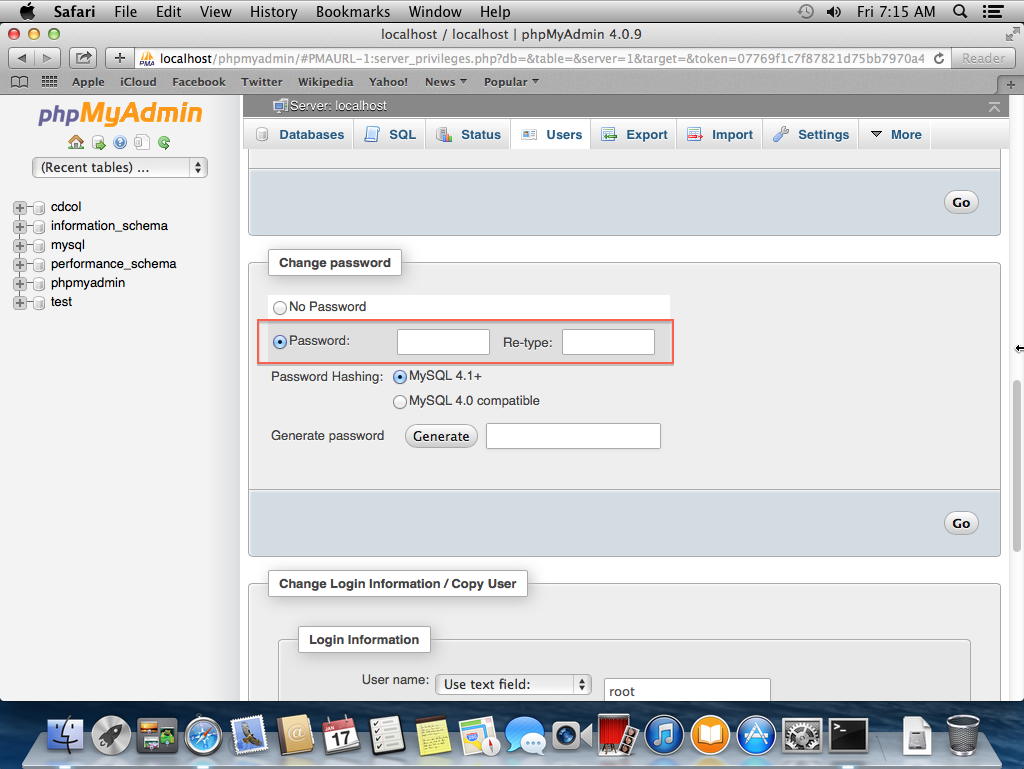 Safari File Edit View History Bookmarks Window Help Fri 7:15 AM
localhost / localhost | phpMyAdmin 4.0.9
localhost/phpmyadmin/#PMAURL-1:server_privileges.php?db=&table=&server=1&target=&token=07769f1c7f87821d75bb7970a4 Reader
Apple iCloud Facebook Twitter Wikipedia Yahoo! News Popular
phpMyAdmin
Server: localhost
Databases SQL Status Users Export Import Settings More
(Recent tables) ...
cdcol
information_schema
mysql
performance_schema
phpmyadmin
test
Go
Change password
No Password
Password: Re-type:
Password Hashing: MySQL 4.1+
MySQL 4.0 compatible
Generate password Generate
Go
Change Login Information / Copy User
Login Information
User name: Use text field: root
JAN
17